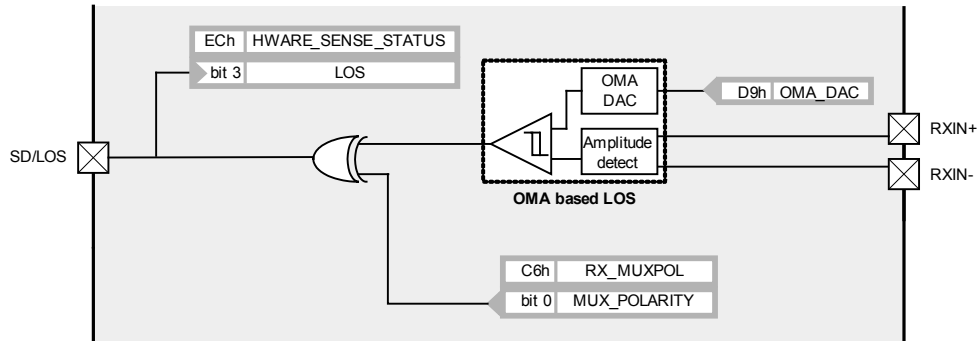 ECh HWARE_SENSE_STATUS
bit 3 LOS
OMA
DAC
D9h OMA_DAC
Amplitude
detect
RXIN+
RXIN-
SD/LOS
OMA based LOS
C6h RX_MUXPOL
bit 0 MUX_POLARITY